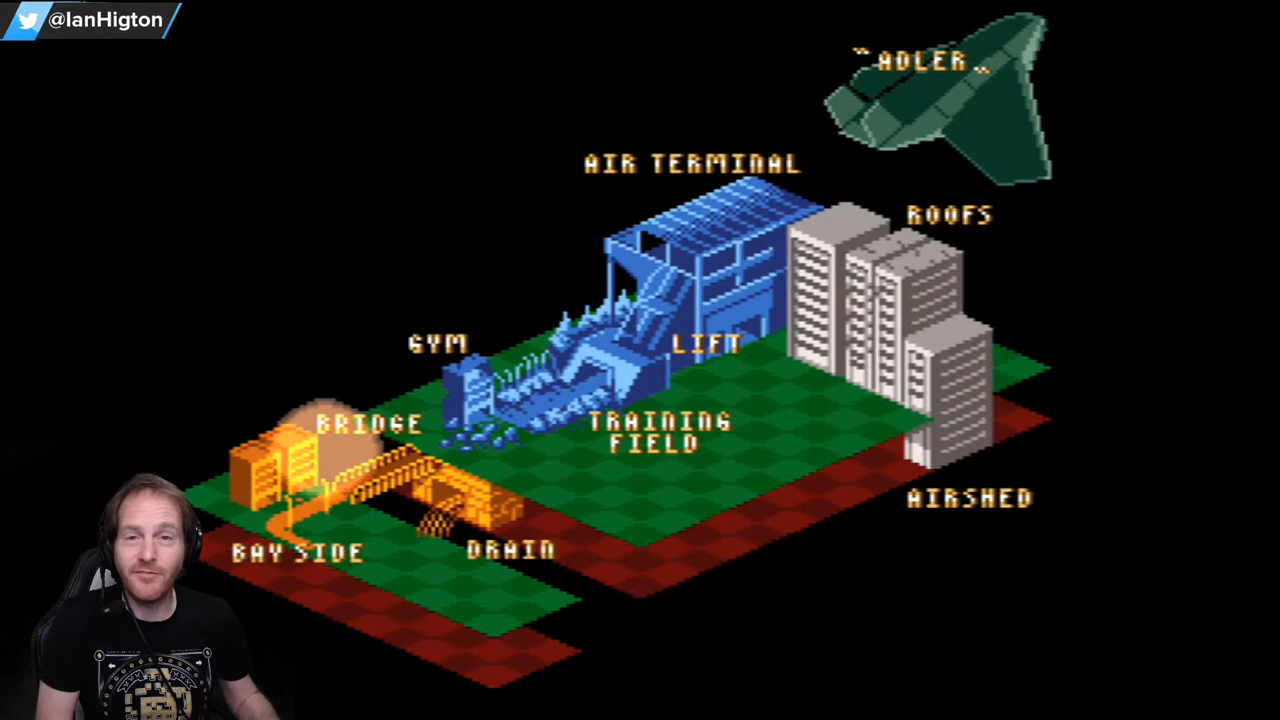 @IanHigton
"ADLER„
AIR TERMINAL
ROOFS
GYM
LIFT
BRIDGE
TRAINING
FIELD
AIRSHED
BAY SIDE
DRAIN